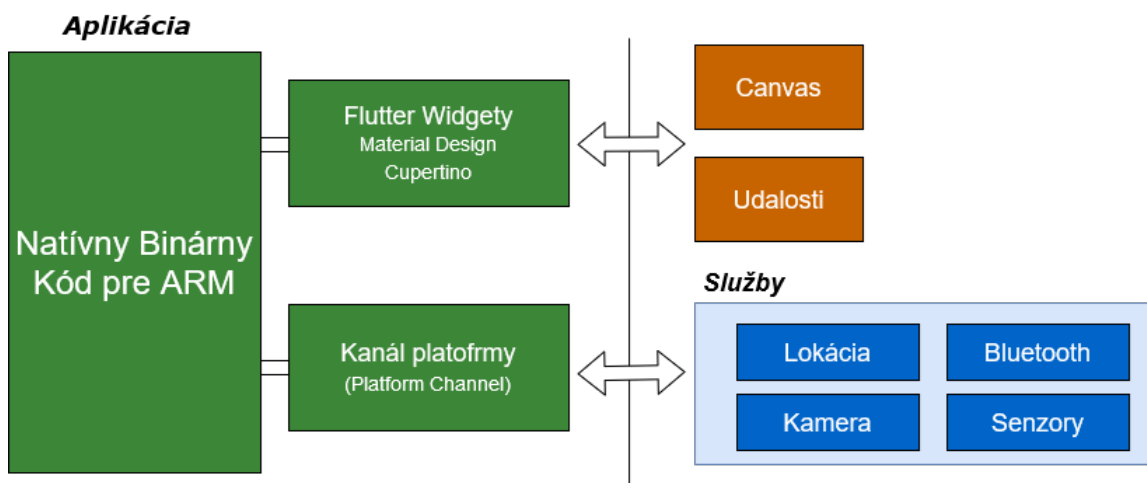 Aplikácia
Natívny Binárny
Kód pre ARM
Flutter Widgety
Material Design
Cupertino
Kanál platofrmy
(Platform Channel)
Canvas
Udalosti
Služby
Lokácia
Bluetooth
Kamera
Senzory